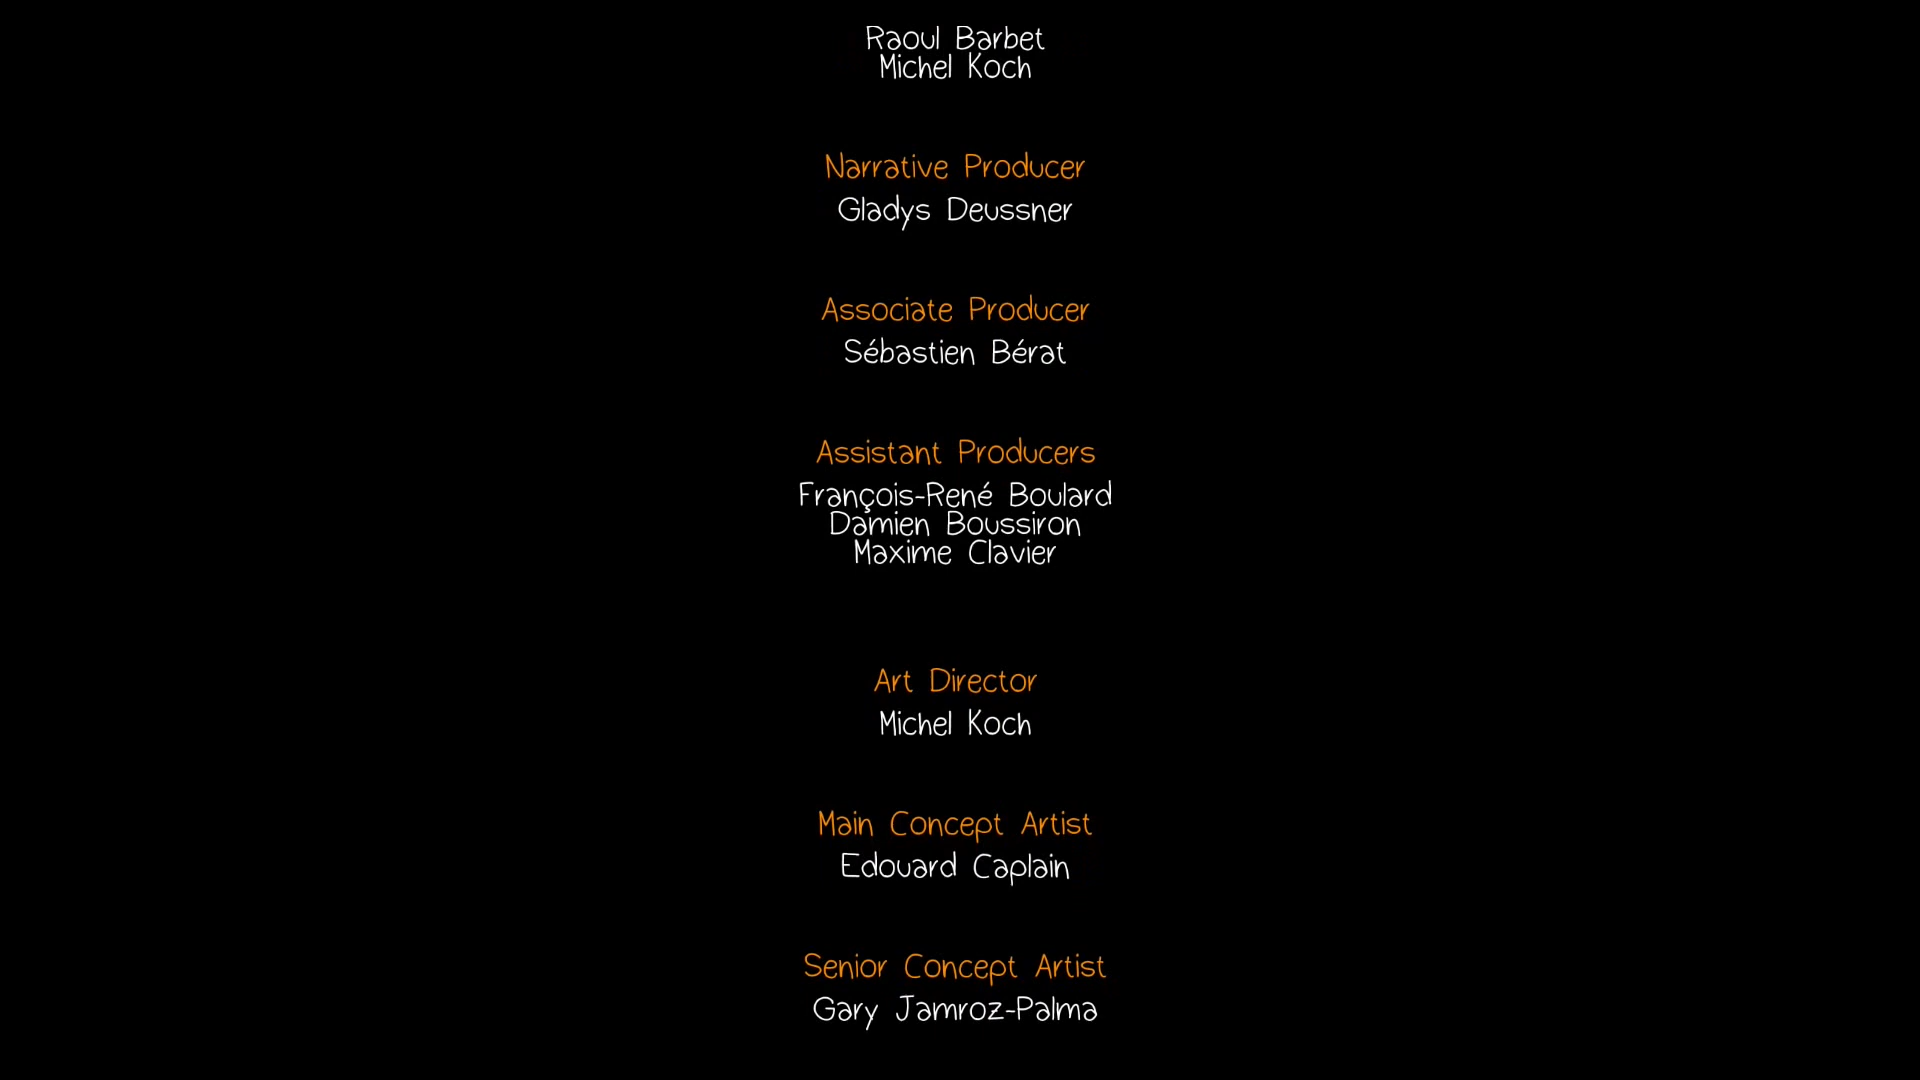 Raoul Barbet
Michel Koch
Narrative Producer
Gladys Deussner
Associate Producer
Sébastien Bérat
Assistant Producers
François-René Boulard
Damien Boussiron
Maxime Clavier
Art Director
Michel Koch
Main Concept Artist
Edouard Caplain
Senior Concept Artist
Gary Jamroz-Palma